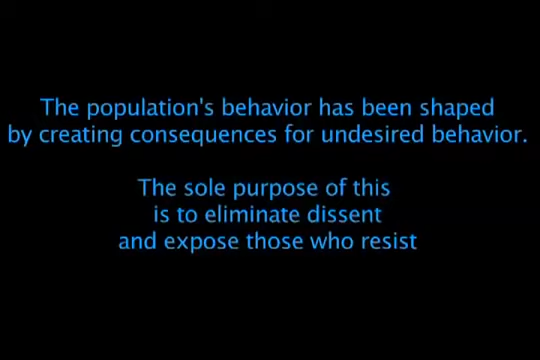 The population's behavior has been shaped
by creating consequences for undesired behavior.
The sole purpose of this
is to eliminate dissent
and expose those who resist